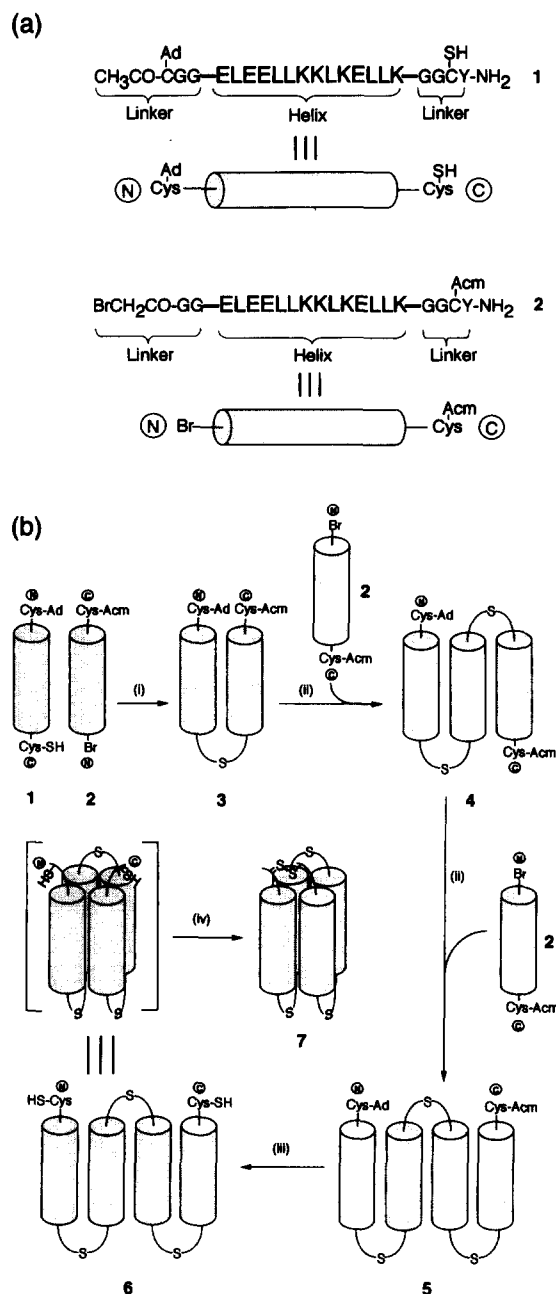 (a)
Ad
SH
CH3CO-CGG-ELEELLKKLKELLK-GGCY-NH2 1
Linker Helix Linker
Ad
SH
N Cys Cys C
Acm
BrCH2CO-GG-ELEELLKKLKELLK-GGCY-NH2 2
Linker Helix Linker
Acm
N Br Cys C
(b)
N
Br
2
N C N C
Cys-Ad Cys-Acm Cys-Ad Cys-Acm
N
Cys-Ad
S
(i) (ii)
Cys-Acm
C
Cys-SH Br
C N
S
S
Cys-Acm
C
1 2 3 4
(ii)
N
Br
2
Cys-Acm
C
N C
HS S SH
S S
(iv)
S S S
S S
7
N C
HS-Cys S Cys-SH
N C
Cys-Ad S Cys-Acm
(iii)
S S
S S
6 5